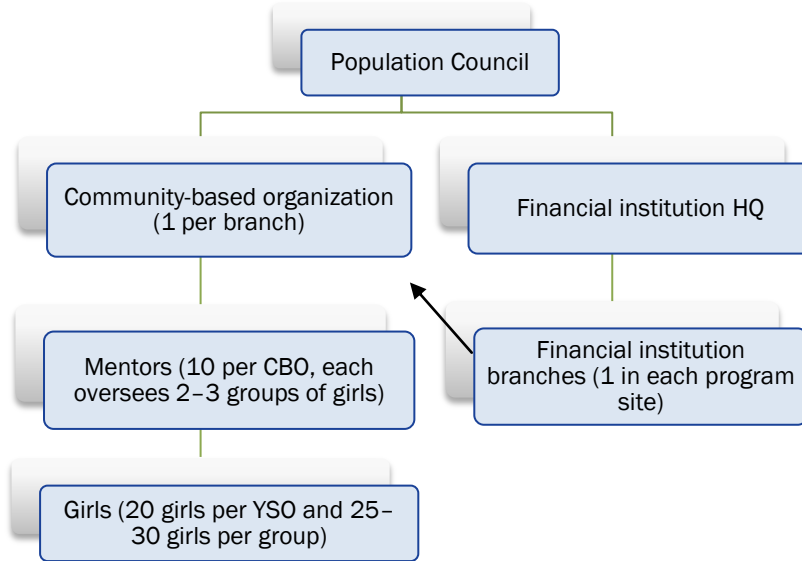 Population Council
Community-based organization
(1 per branch)
Financial institution HQ
Mentors (10 per CBO, each
oversees 2–3 groups of girls)
Financial institution
branches (1 in each program
site)
Girls (20 girls per YSO and 25–
30 girls per group)